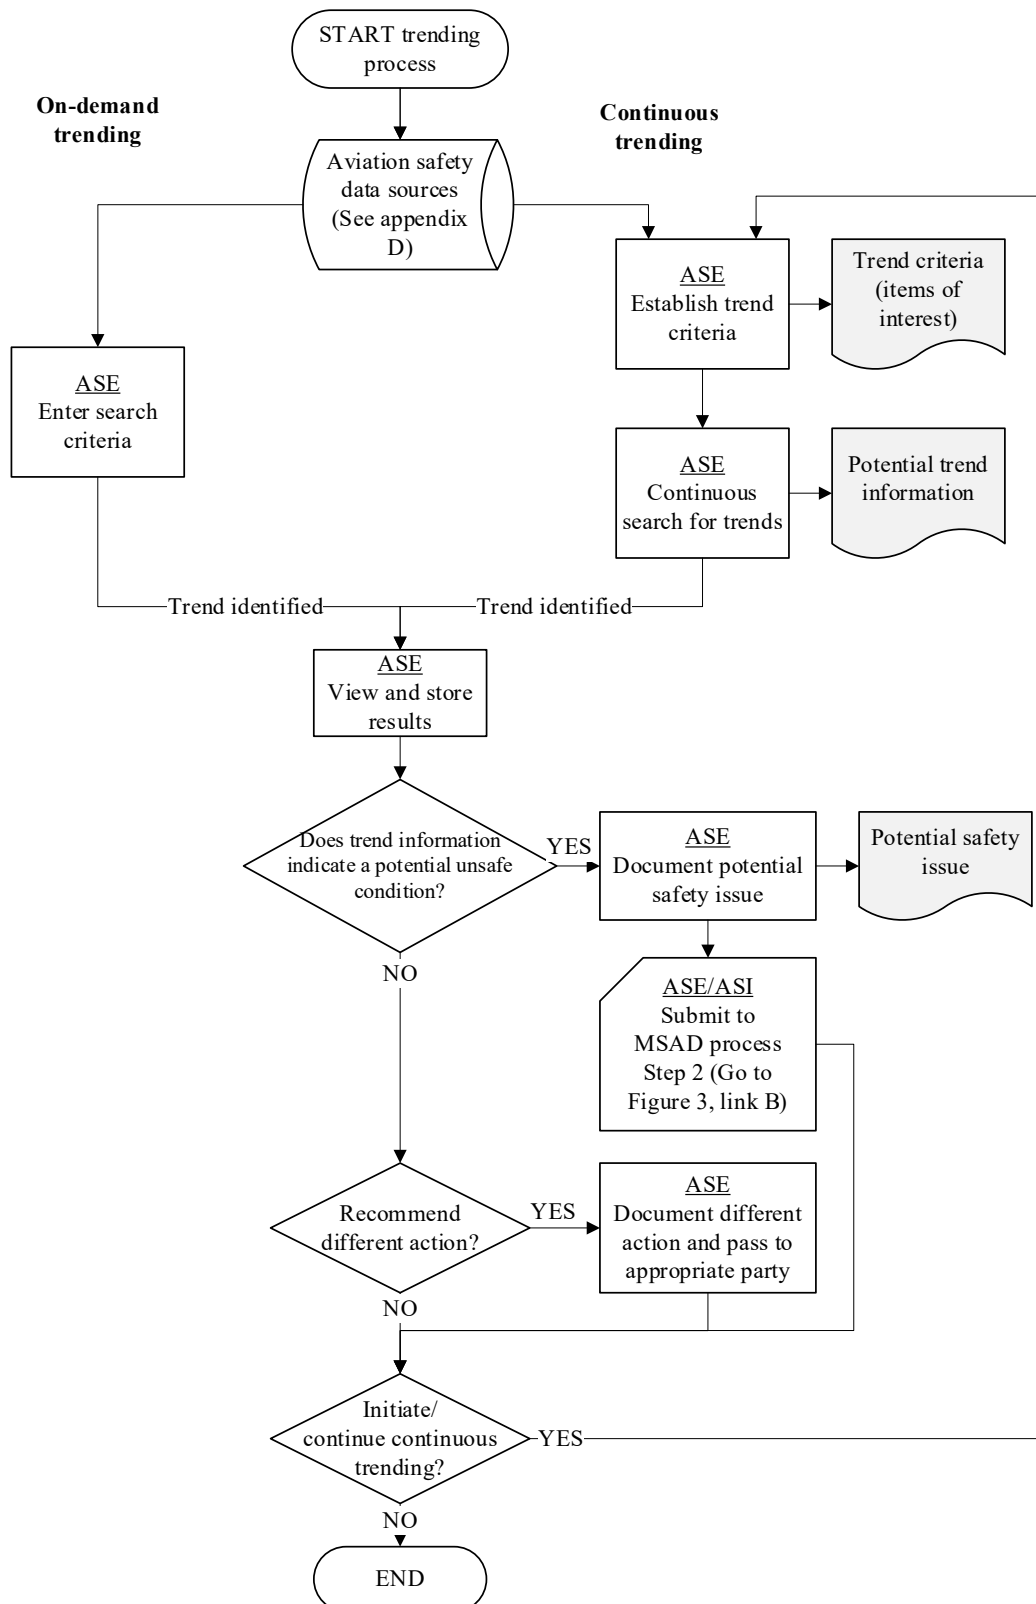 START trending
process
On-demand
trending
Continuous
trending
Aviation safety
data sources
(See appendix
D)
ASE
Establish trend
criteria
Trend criteria
(items of
interest)
ASE
Enter search
criteria
ASE
Continuous
search for trends
Potential trend
information
Trend identified
Trend identified
ASE
View and store
results
Does trend information
indicate a potential unsafe
condition?
YES
ASE
Document potential
safety issue
Potential safety
issue
NO
ASE/ASI
Submit to
MSAD process
Step 2 (Go to
Figure 3, link B)
Recommend
different action?
YES
ASE
Document different
action and pass to
appropriate party
NO
Initiate/
continue continuous
trending?
YES
NO
END